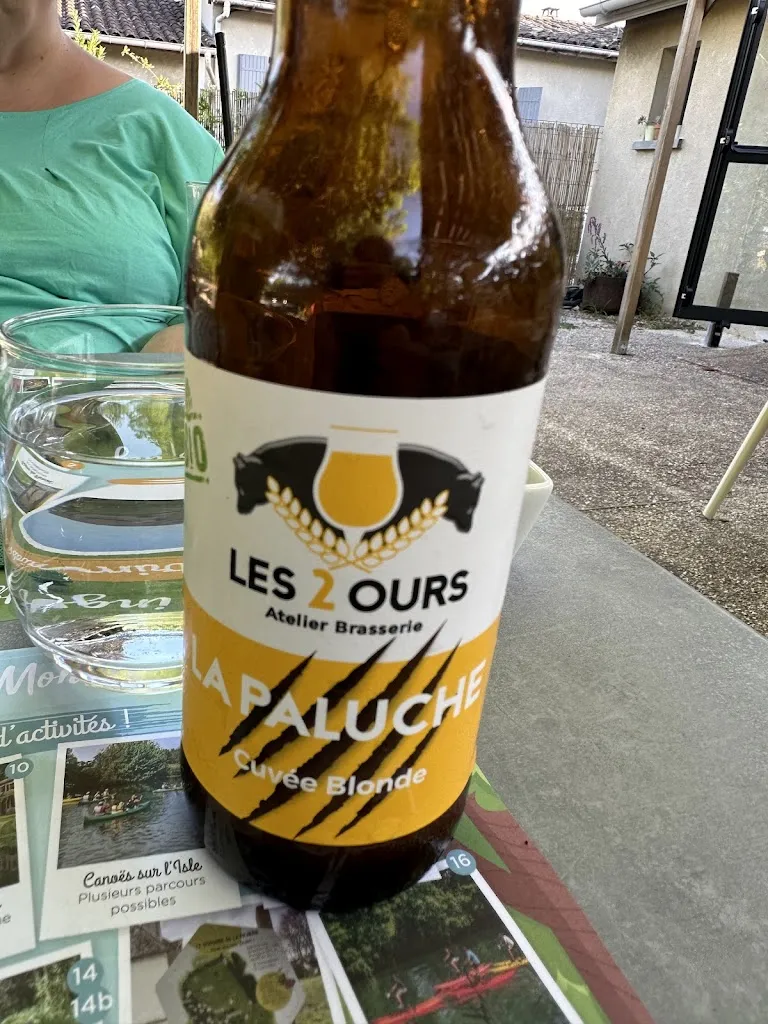 LES 2 OURS
Atelier Brasserie
LA PALUCHE
Cuvée Blonde
d'activités !
10
Canoës sur l'Isle
Plusieurs parcours
possibles
16
14
14b